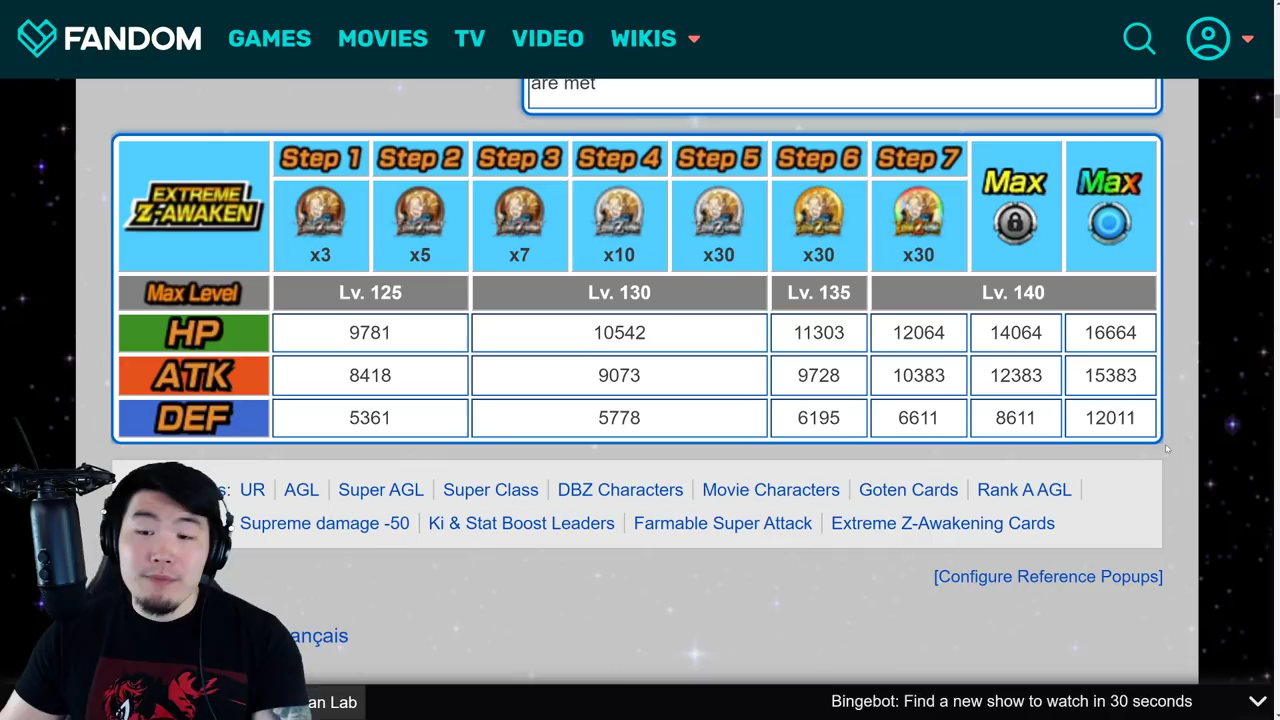 FANDOM GAMES MOVIES TV VIDEO WIKIS
are met
EXTREME Z-AWAKEN Step 1 Step 2 Step 3 Step 4 Step 5 Step 6 Step 7 Max Max
x3 x5 x7 x10 x30 x30 x30
Max Level Lv. 125 Lv. 130 Lv. 135 Lv. 140
HP 9781 10542 11303 12064 14064 16664
ATK 8418 9073 9728 10383 12383 15383
DEF 5361 5778 6195 6611 8611 12011
s: UR AGL Super AGL Super Class DBZ Characters Movie Characters Goten Cards Rank A AGL
Supreme damage -50 Ki & Stat Boost Leaders Farmable Super Attack Extreme Z-Awakening Cards
[Configure Reference Popups]
ançais
an Lab Bingebot: Find a new show to watch in 30 seconds